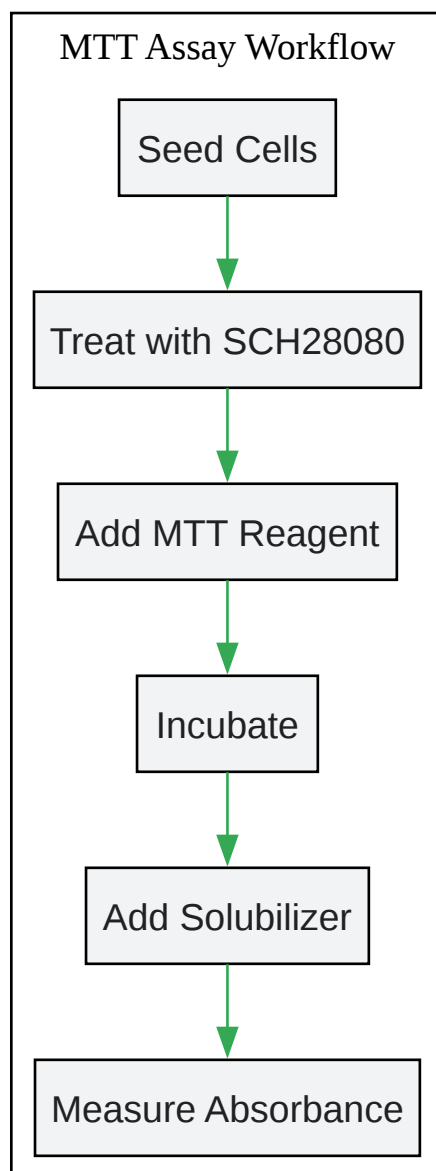 MTT Assay Workflow
Seed Cells
Treat with SCH28080
Add MTT Reagent
Incubate
Add Solubilizer
Measure Absorbance